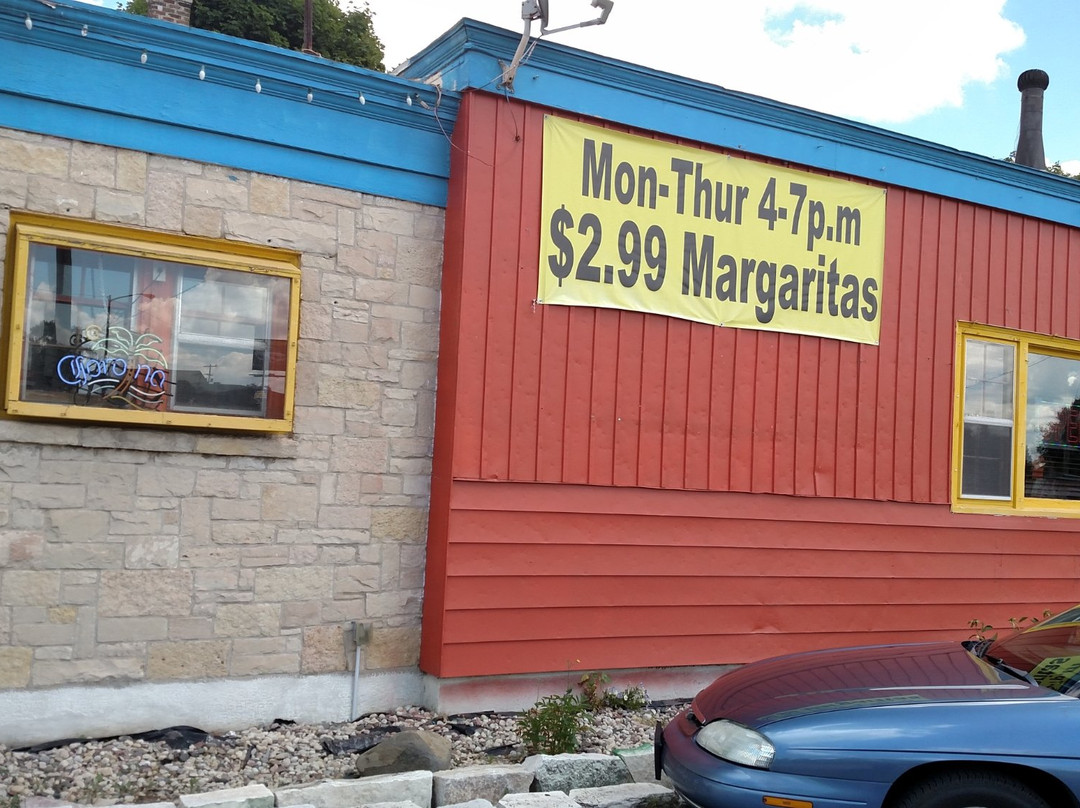 Mon-Thur 4-7p.m
$2.99 Margaritas
Corona